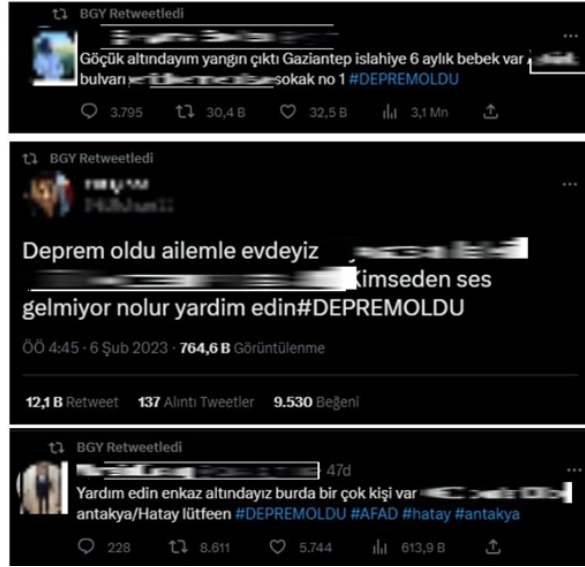 BGY Retweetledi
Göçük altındayım yangın çıktı Gaziantep islahiye 6 aylık bebek var
bulvarı sokak no 1 #DEPREMOLDU
3.795 30,4 B 32,5 B 3,1 Mn
BGY Retweetledi
Deprem oldu ailemle evdeyiz
Kimseden ses
gelmiyor nolur yardim edin#DEPREMOLDU
ÖÖ 4:45 · 6 Şub 2023 · 764,6 B Görüntülenme
12,1 B Retweet 137 Alıntı Tweetler 9.530 Beğeni
BGY Retweetledi
47d
Yardım edin enkaz altındayız burda bir çok kişi var
antakya/Hatay lütfeen #DEPREMOLDU #AFAD #hatay #antakya
228 8.611 5.744 613,9 B